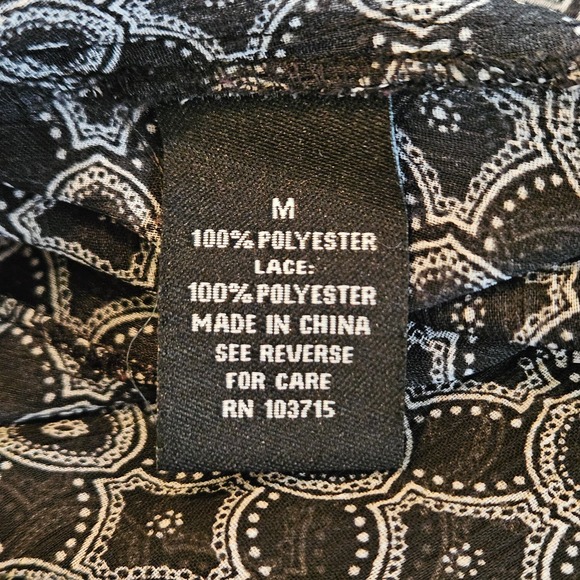 M
100% POLYESTER
LACE:
100% POLYESTER
MADE IN CHINA
SEE REVERSE
FOR CARE
RN 103715